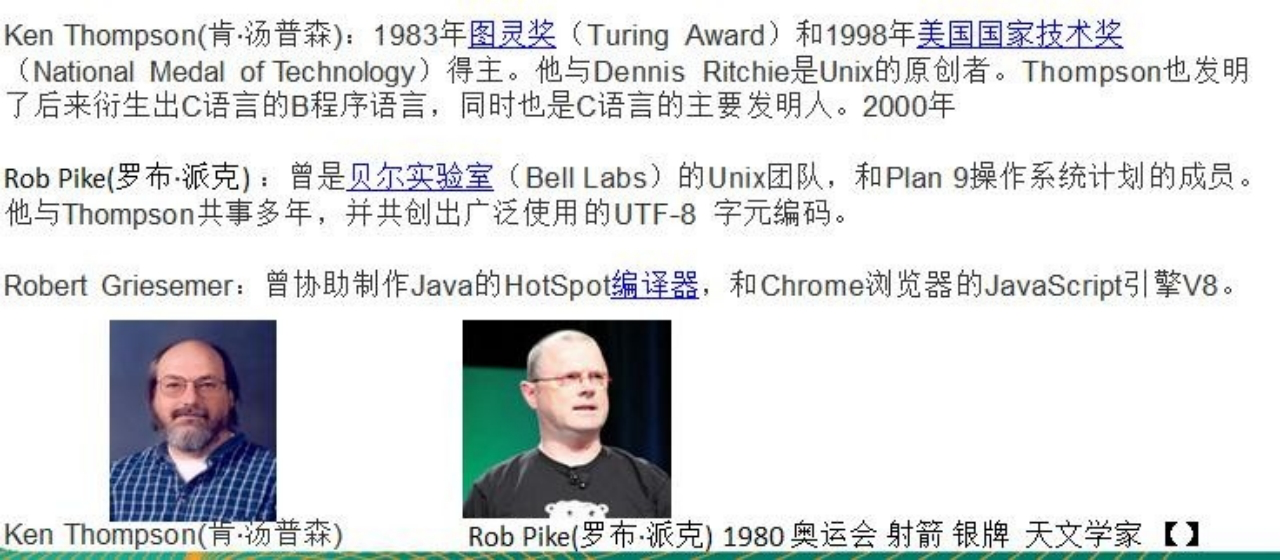 Ken Thompson(肯·汤普森)：1983年图灵奖（Turing Award）和1998年美国国家技术奖
（National Medal of Technology）得主。他与Dennis Ritchie是Unix的原创者。Thompson也发明
了后来衍生出C语言的B程序语言，同时也是C语言的主要发明人。2000年
Rob Pike(罗布·派克)：曾是贝尔实验室（Bell Labs）的Unix团队，和Plan 9操作系统计划的成员。
他与Thompson共事多年，并共创出广泛使用的UTF-8 字元编码。
Robert Griesemer：曾协助制作Java的HotSpot编译器，和Chrome浏览器的JavaScript引擎V8。
Ken Thompson(肯·汤普森)
Rob Pike(罗布·派克) 1980 奥运会 射箭 银牌 天文学家 【】